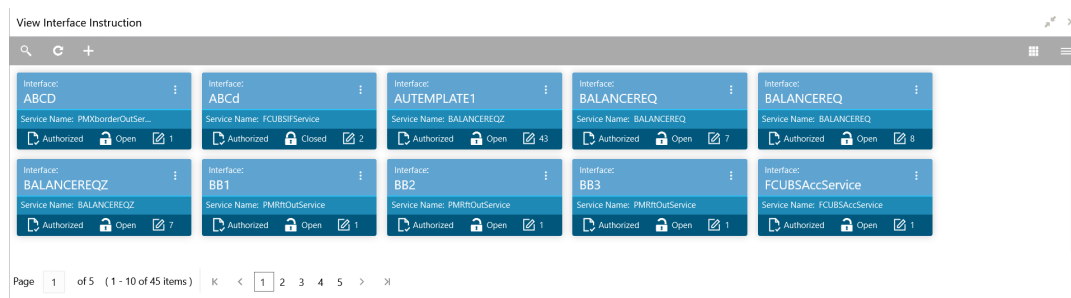 View Interface Instruction
Interface:
ABCD
Service Name: PMXborderOutSer...
Authorized Open 1
Interface:
ABCd
Service Name: FCUBSIFService
Authorized Closed 2
Interface:
AUTEMPLATE1
Service Name: BALANCEREQZ
Authorized Open 43
Interface:
BALANCEREQ
Service Name: BALANCEREQ
Authorized Open 7
Interface:
BALANCEREQ
Service Name: BALANCEREQ
Authorized Open 8
Interface:
BALANCEREQZ
Service Name: BALANCEREQZ
Authorized Open 7
Interface:
BB1
Service Name: PMRftOutService
Authorized Open 1
Interface:
BB2
Service Name: PMRftOutService
Authorized Open 1
Interface:
BB3
Service Name: PMRftOutService
Authorized Open 1
Interface:
FCUBSAccService
Service Name: FCUBSAccService
Authorized Open 1
Page 1 of 5 ( 1 - 10 of 45 items ) 1 2 3 4 5